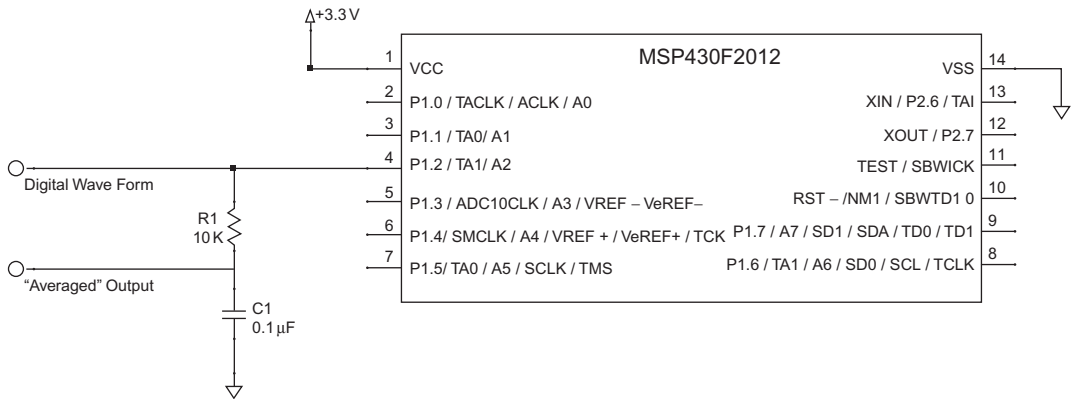 +3.3 V
MSP430F2012
1
VCC
2
P1.0 / TACLK / ACLK / A0
3
P1.1 / TA0/ A1
4
P1.2 / TA1/ A2
5
P1.3 / ADC10CLK / A3 / VREF – VeREF–
6
P1.4/ SMCLK / A4 / VREF + / VeREF+ / TCK
7
P1.5/ TA0 / A5 / SCLK / TMS
14
VSS
13
XIN / P2.6 / TAI
12
XOUT / P2.7
11
TEST / SBWICK
10
RST – /NM1 / SBWTD1 0
9
P1.7 / A7 / SD1 / SDA / TD0 / TD1
8
P1.6 / TA1 / A6 / SD0 / SCL / TCLK
Digital Wave Form
R1
10 K
“Averaged” Output
C1
0.1 µF